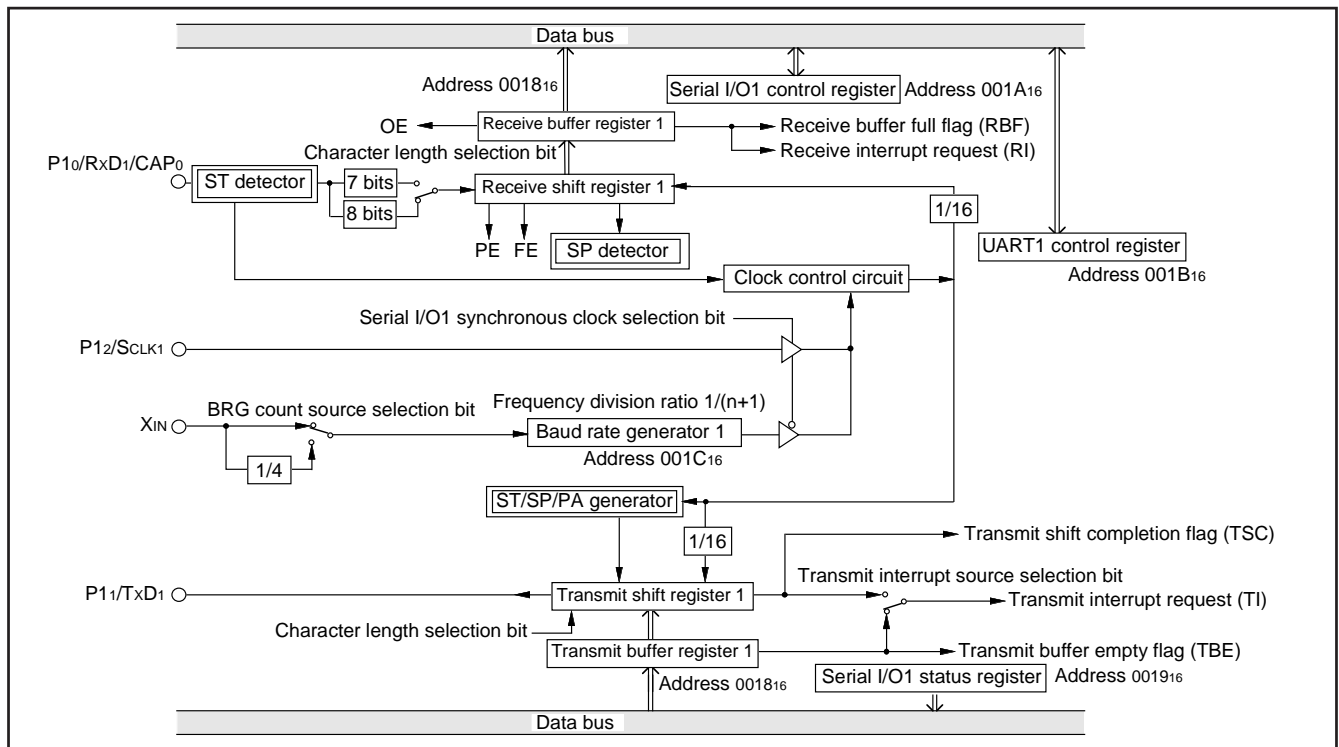 Data bus
Address 001816
Serial I/O1 control register
Address 001A16
OE
Receive buffer register 1
Receive buffer full flag (RBF)
Receive interrupt request (RI)
Character length selection bit
P10/RxD1/CAP0
ST detector
7 bits
8 bits
Receive shift register 1
1/16
PE
FE
SP detector
UART1 control register
Address 001B16
Clock control circuit
Serial I/O1 synchronous clock selection bit
P12/SCLK1
XIN
BRG count source selection bit
Frequency division ratio 1/(n+1)
Baud rate generator 1
Address 001C16
1/4
ST/SP/PA generator
1/16
Transmit shift completion flag (TSC)
Transmit interrupt source selection bit
P11/TxD1
Transmit shift register 1
Transmit interrupt request (TI)
Character length selection bit
Transmit buffer register 1
Transmit buffer empty flag (TBE)
Address 001816
Serial I/O1 status register
Address 001916
Data bus